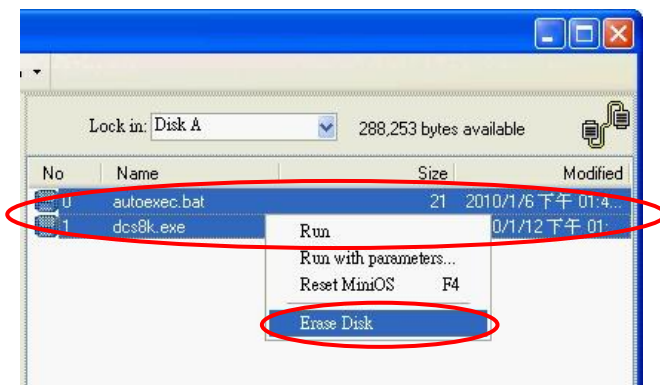 Lock in: Disk A 288,253 bytes available
No Name Size Modified
0 autoexec.bat 21 2010/1/6 下午 01:4...
1 dcs8k.exe 0/1/12 下午 01:
Run
Run with parameters...
Reset MiniOS F4
Erase Disk